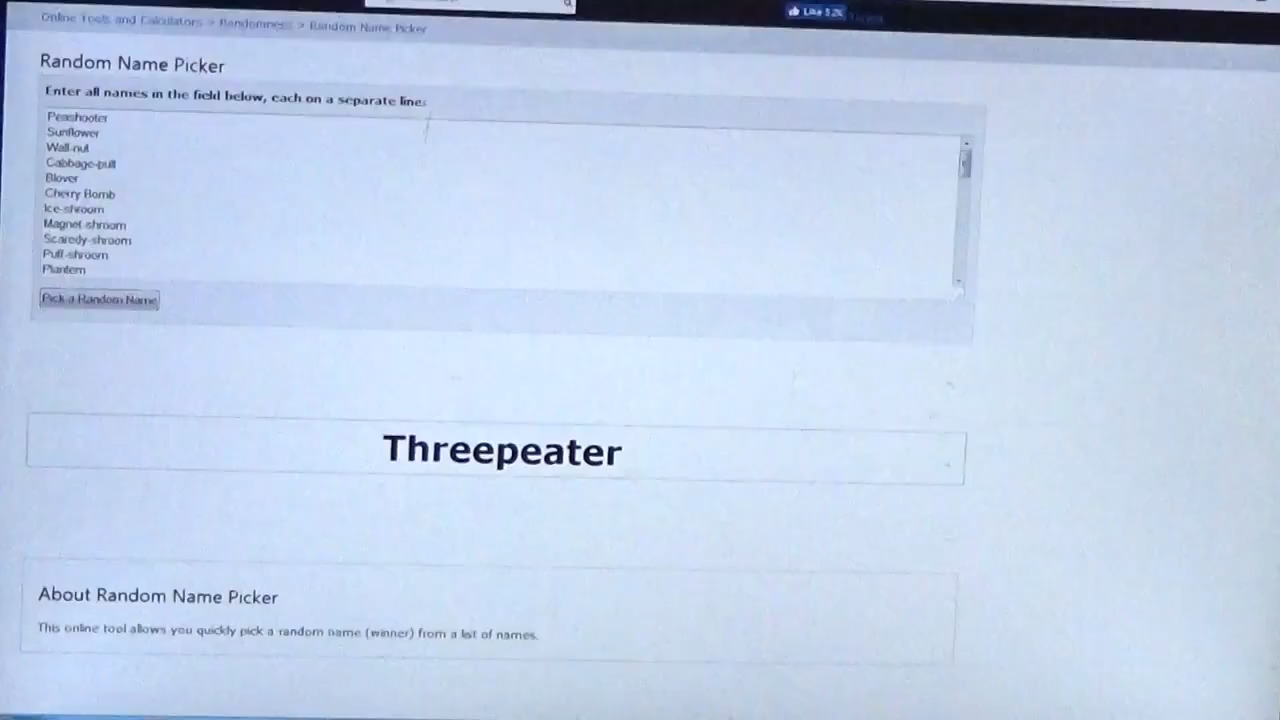 Online Tools and Calculators > Randomness > Random Name Picker
Like 5.2K
Random Name Picker
Enter all names in the field below, each on a separate line:
Peashooter
Sunflower
Wall-nut
Cabbage-pult
Blover
Cherry Bomb
Ice-shroom
Magnet-shroom
Scaredy-shroom
Puff-shroom
Plantern
Pick a Random Name
Threepeater
About Random Name Picker
This online tool allows you quickly pick a random name (winner) from a list of names.